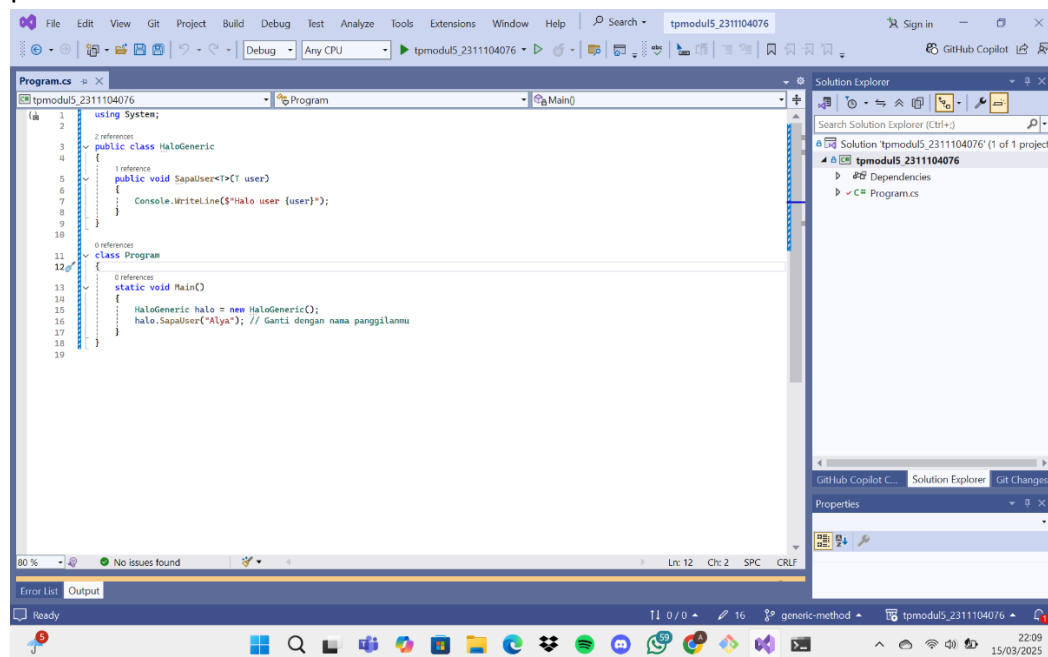 File Edit View Git Project Build Debug Test Analyze Tools Extensions Window Help Search tpmodul5_2311104076 Sign in
Debug Any CPU tpmodul5_2311104076 GitHub Copilot
Program.cs
tpmodul5_2311104076 Program Main()
1 using System;
2
2 references
3 public class HaloGeneric
4 {
1 reference
5 public void SapaUser<T>(T user)
6 {
7 Console.WriteLine($"Halo user {user}");
8 }
9 }
10
0 references
11 class Program
12 {
0 references
13 static void Main()
14 {
15 HaloGeneric halo = new HaloGeneric();
16 halo.SapaUser("Alya"); // Ganti dengan nama panggilanmu
17 }
18 }
19
80 % No issues found Ln: 12 Ch: 2 SPC CRLF
Error List Output
Solution Explorer
Search Solution Explorer (Ctrl+;)
Solution 'tpmodul5_2311104076' (1 of 1 project
tpmodul5_2311104076
Dependencies
C# Program.cs
GitHub Copilot C... Solution Explorer Git Changes
Properties
Ready 0 / 0 16 generic-method tpmodul5_2311104076 1
5 59 22:09
15/03/2025